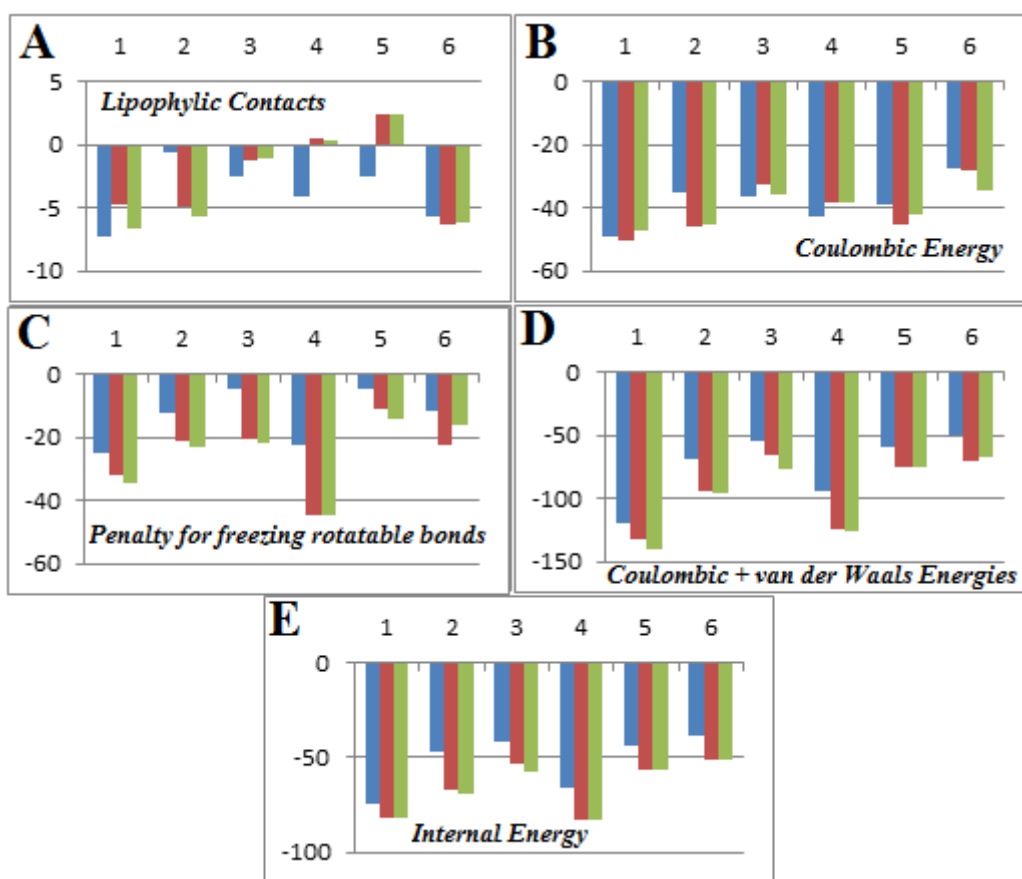 A
1 2 3 4 5 6
5
Lipophylic Contacts
0
-5
-10
B
1 2 3 4 5 6
0
-20
-40
Coulombic Energy
-60
C
1 2 3 4 5 6
0
-20
-40
Penalty for freezing rotatable bonds
-60
D
1 2 3 4 5 6
0
-50
-100
-150
Coulombic + van der Waals Energies
E
1 2 3 4 5 6
0
-50
Internal Energy
-100